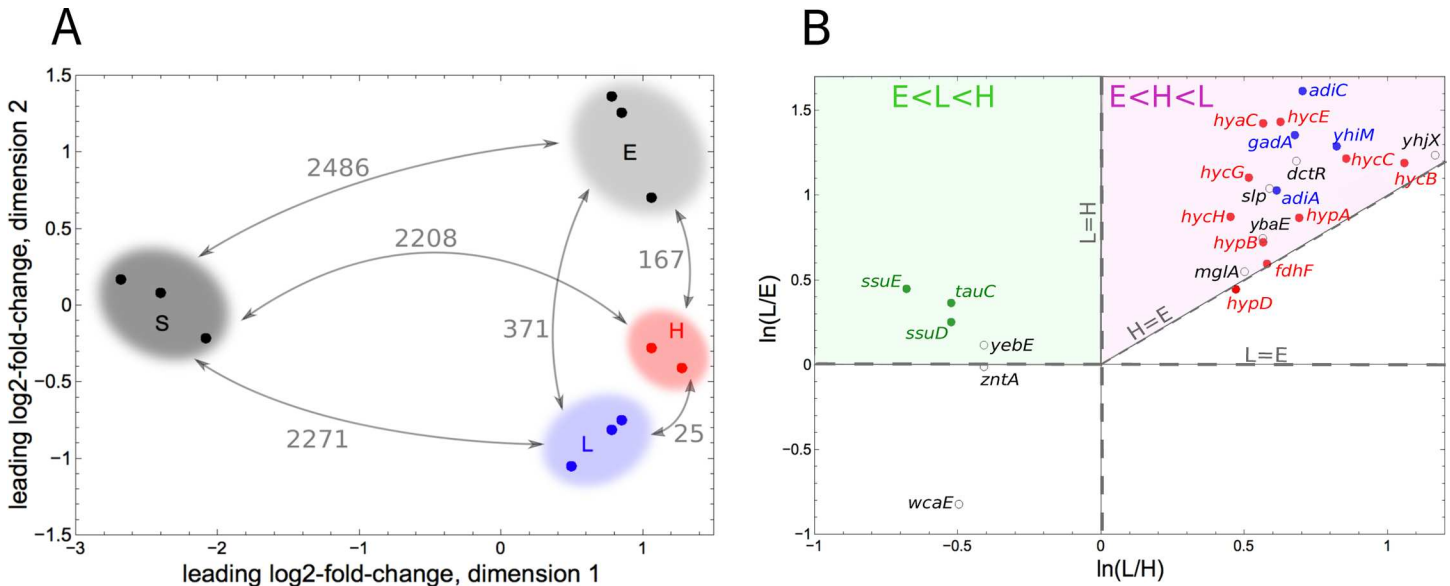 A
leading log2-fold-change, dimension 2
1.5
1
0.5
0
−0.5
−1
−1.5
−3
−2
−1
0
1
leading log2-fold-change, dimension 1
E
S
H
L
2486
2208
167
371
25
2271
B
ln(L/E)
1.5
1
0.5
0
−0.5
−1
−1
−0.5
0
0.5
1
ln(L/H)
E<L<H
E<H<L
adiC
hyaC
hycE
gadA
yhiM
yhjX
hycC
dctR
hycB
hycG
slp
adiA
hycH
hypA
ybaE
hypB
mglA
fdhF
hypD
L=H
H=E
L=E
ssuE
tauC
ssuD
yebE
zntA
wcaE